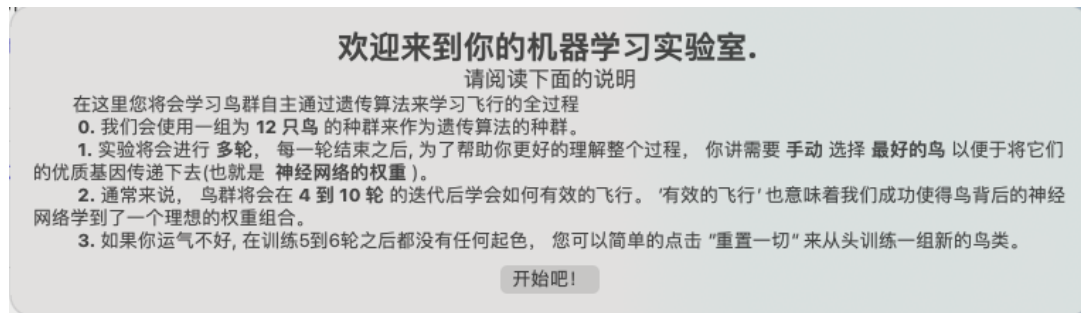 欢迎来到你的机器学习实验室.
请阅读下面的说明
在这里您将会学习鸟群自主通过遗传算法来学习飞行的全过程
0. 我们会使用一组为 12 只鸟 的种群来作为遗传算法的种群。
1. 实验将会进行 多轮， 每一轮结束之后, 为了帮助你更好的理解整个过程， 你讲需要 手动 选择 最好的鸟 以便于将它们
的优质基因传递下去(也就是 神经网络的权重 )。
2. 通常来说， 鸟群将会在 4 到 10 轮 的迭代后学会如何有效的飞行。 ‘有效的飞行’ 也意味着我们成功使得鸟背后的神经
网络学到了一个理想的权重组合。
3. 如果你运气不好, 在训练5到6轮之后都没有任何起色， 您可以简单的点击 “重置一切“ 来从头训练一组新的鸟类。
开始吧！